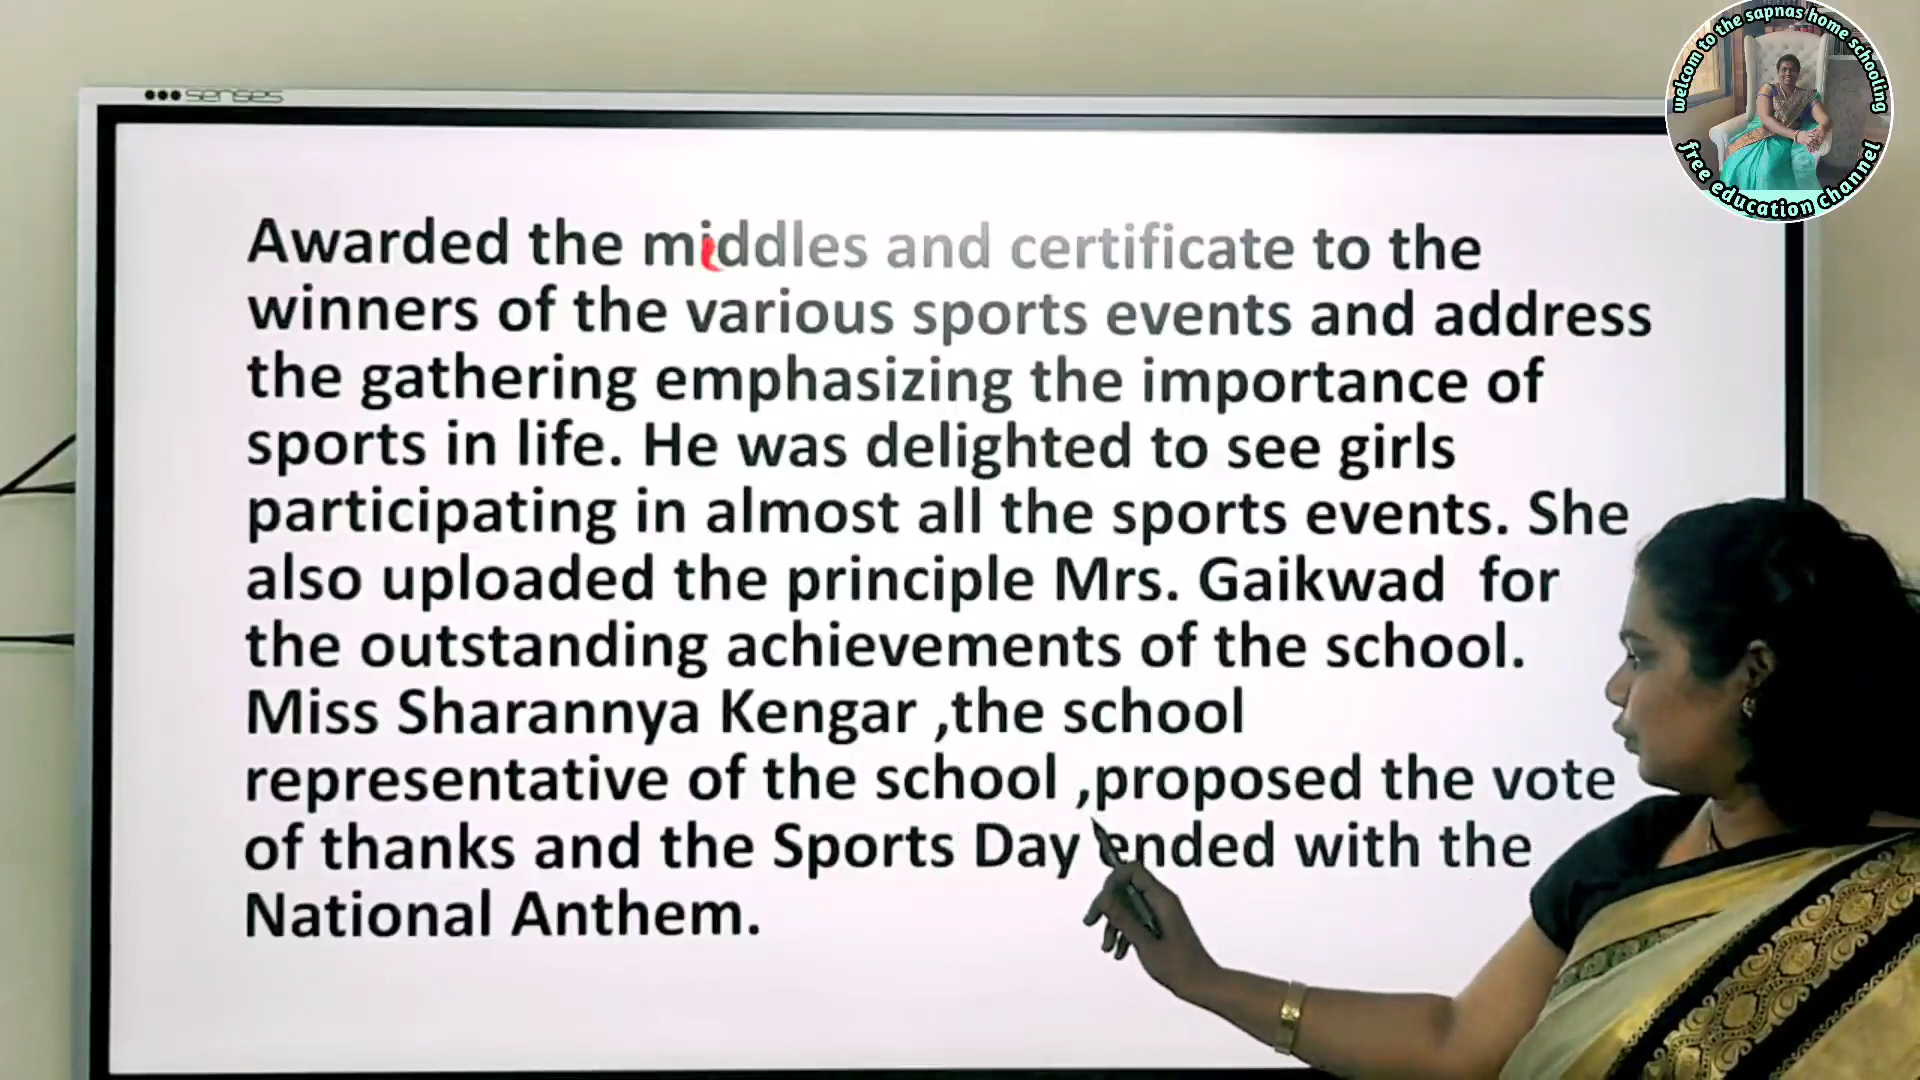 senses
welcom to the sapnas home schooling
free education channel
Awarded the middles and certificate to the
winners of the various sports events and address
the gathering emphasizing the importance of
sports in life. He was delighted to see girls
participating in almost all the sports events. She
also uploaded the principle Mrs. Gaikwad for
the outstanding achievements of the school.
Miss Sharannya Kengar ,the school
representative of the school ,proposed the vote
of thanks and the Sports Day ended with the
National Anthem.